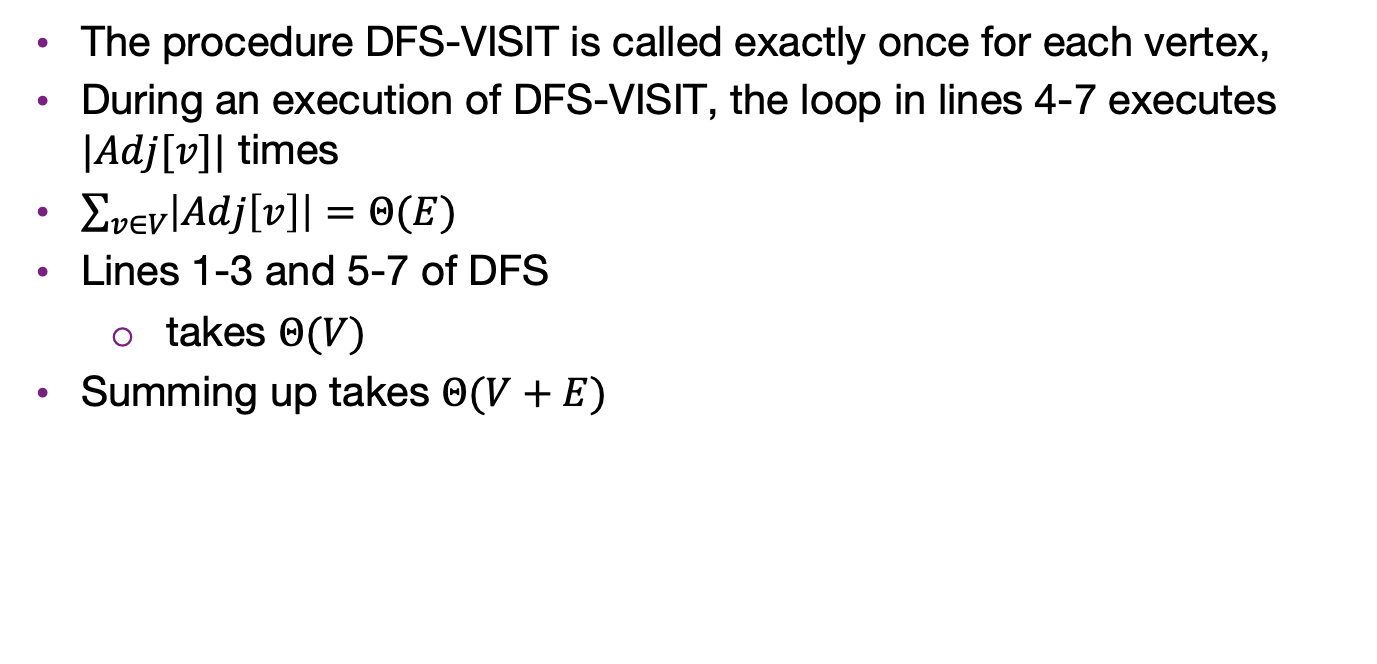 • The procedure DFS-VISIT is called exactly once for each vertex,
• During an execution of DFS-VISIT, the loop in lines 4-7 executes
|Adj[v]| times
• ∑v∈V|Adj[v]| = Θ(E)
• Lines 1-3 and 5-7 of DFS
○ takes Θ(V)
• Summing up takes Θ(V + E)